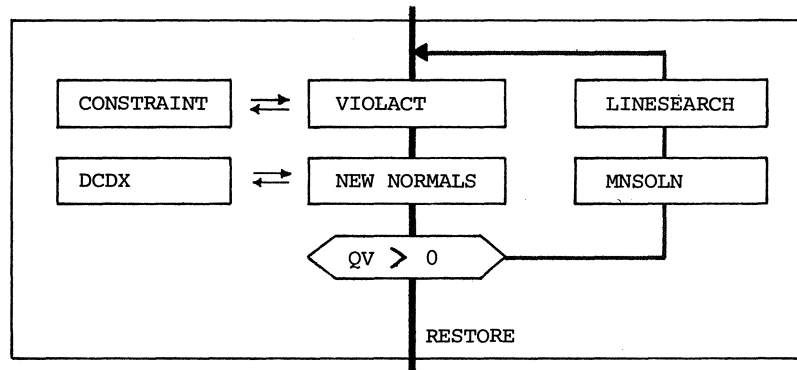 CONSTRAINT
VIOLACT
LINESEARCH
DCDX
NEW NORMALS
MNSOLN
QV > 0
RESTORE